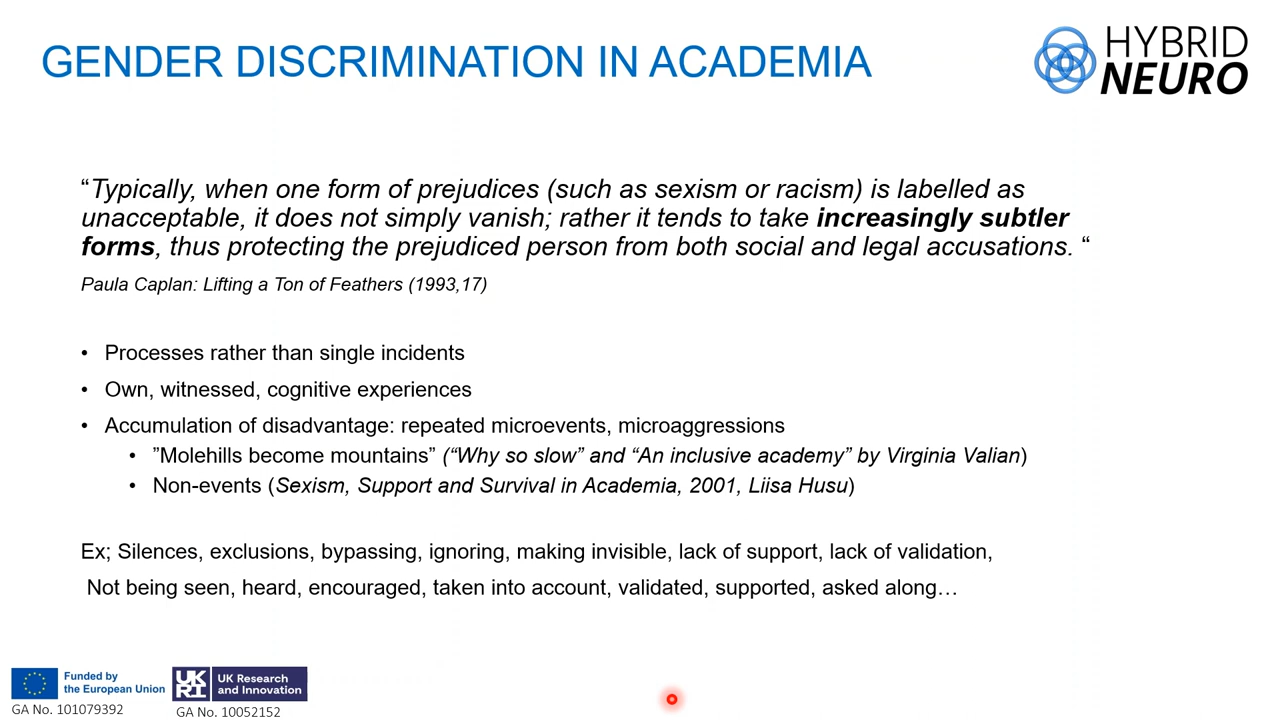 GENDER DISCRIMINATION IN ACADEMIA
HYBRID
NEURO
“Typically, when one form of prejudices (such as sexism or racism) is labelled as
unacceptable, it does not simply vanish; rather it tends to take increasingly subtler
forms, thus protecting the prejudiced person from both social and legal accusations. “
Paula Caplan: Lifting a Ton of Feathers (1993,17)
• Processes rather than single incidents
• Own, witnessed, cognitive experiences
• Accumulation of disadvantage: repeated microevents, microaggressions
• ”Molehills become mountains” (“Why so slow” and “An inclusive academy” by Virginia Valian)
• Non-events (Sexism, Support and Survival in Academia, 2001, Liisa Husu)
Ex; Silences, exclusions, bypassing, ignoring, making invisible, lack of support, lack of validation,
Not being seen, heard, encouraged, taken into account, validated, supported, asked along…
Funded by
the European Union
GA No. 101079392
UK
RI
UK Research
and Innovation
GA No. 10052152